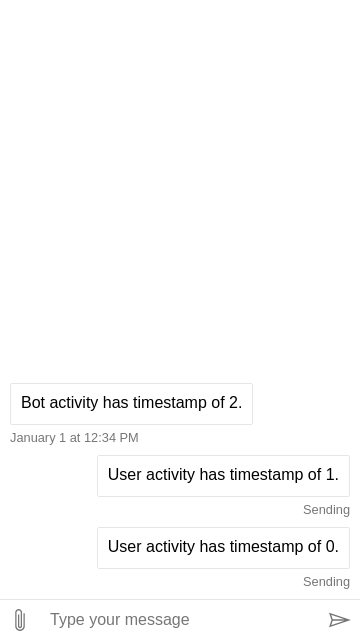 Bot activity has timestamp of 2.
January 1 at 12:34 PM
User activity has timestamp of 1.
Sending
User activity has timestamp of 0.
Sending
Type your message